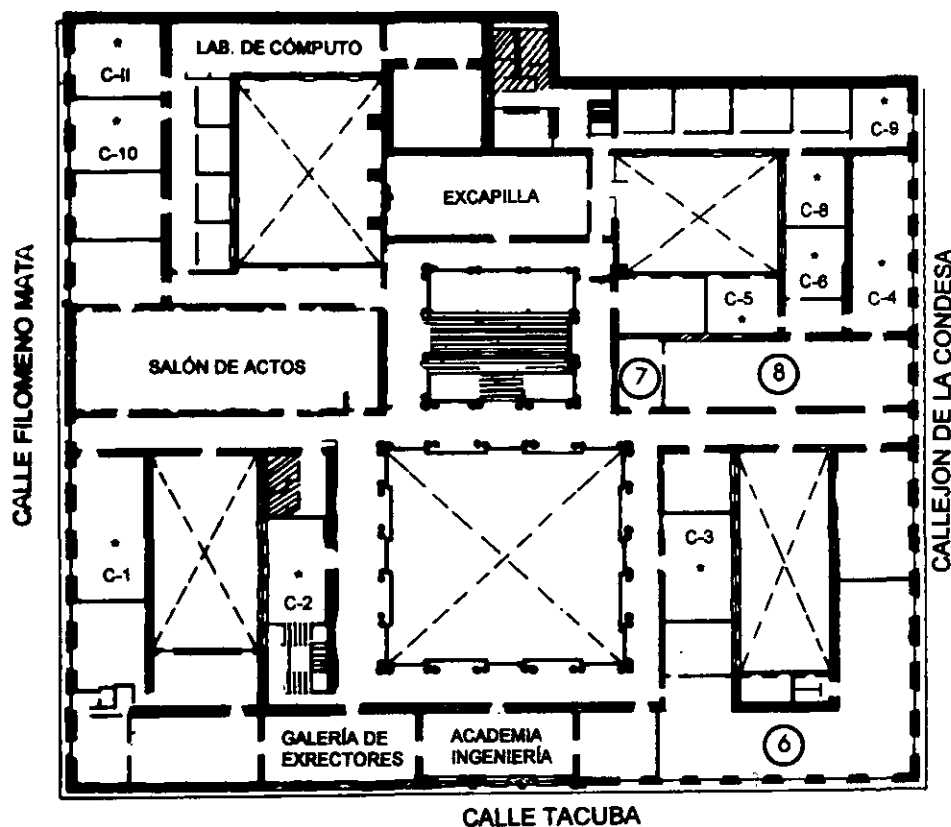 LAB. DE CÓMPUTO
C-II
C-10
C-9
EXCAPILLA
C-8
C-6
C-5
C-4
SALÓN DE ACTOS
7
8
CALLE FILOMENO MATA
CALLEJON DE LA CONDESA
C-1
C-2
C-3
GALERÍA DE
EXRECTORES
ACADEMIA
INGENIERÍA
6
CALLE TACUBA